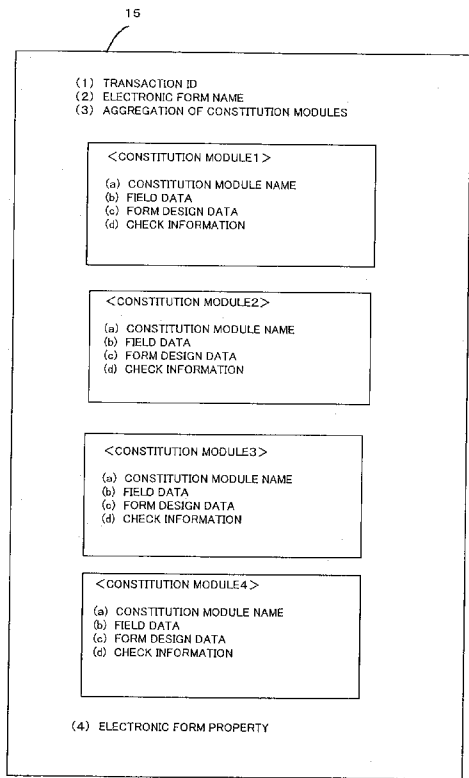 15
(1) TRANSACTION ID
(2) ELECTRONIC FORM NAME
(3) AGGREGATION OF CONSTITUTION MODULES
<CONSTITUTION MODULE1>
(a) CONSTITUTION MODULE NAME
(b) FIELD DATA
(c) FORM DESIGN DATA
(d) CHECK INFORMATION
<CONSTITUTION MODULE2>
(a) CONSTITUTION MODULE NAME
(b) FIELD DATA
(c) FORM DESIGN DATA
(d) CHECK INFORMATION
<CONSTITUTION MODULE3>
(a) CONSTITUTION MODULE NAME
(b) FIELD DATA
(c) FORM DESIGN DATA
(d) CHECK INFORMATION
<CONSTITUTION MODULE4>
(a) CONSTITUTION MODULE NAME
(b) FIELD DATA
(c) FORM DESIGN DATA
(d) CHECK INFORMATION
(4) ELECTRONIC FORM PROPERTY